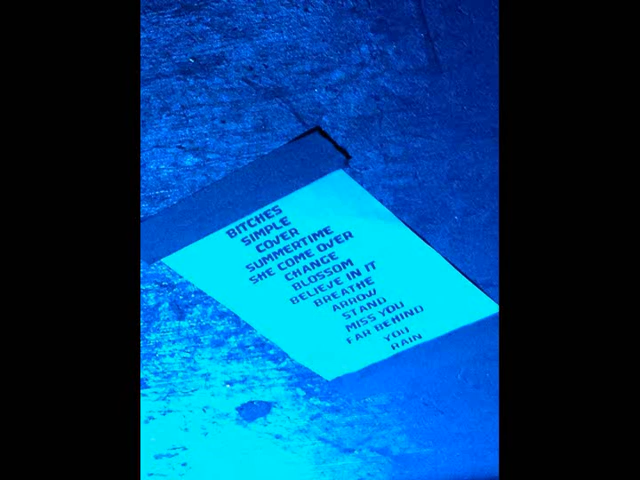 BITCHES
SIMPLE
COVER
SUMMERTIME
SHE COME OVER
CHANGE
BLOSSOM
BELIEVE IN IT
BREATHE
ARROW
STAND
MISS YOU
FAR BEHIND
YOU
RAIN